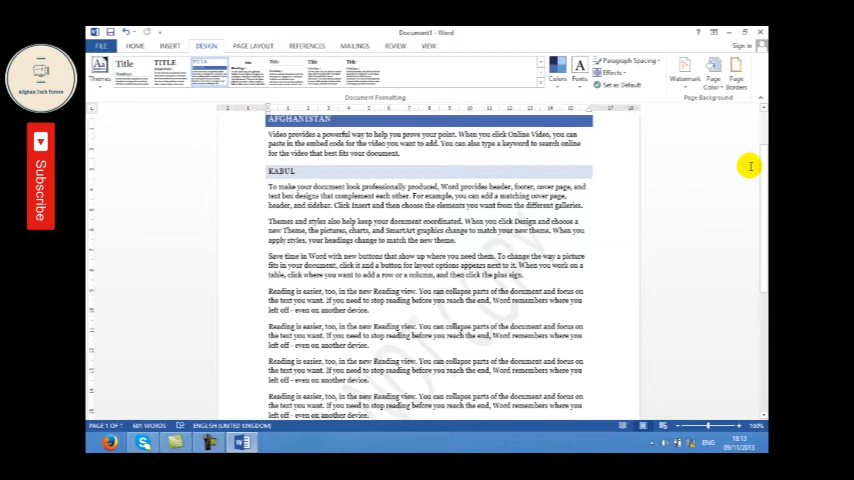 Document1 - Word
Sign in
FILE HOME INSERT DESIGN PAGE LAYOUT REFERENCES MAILINGS REVIEW VIEW
Themes
Title TITLE TITLE Title Title Title
Colors Fonts
Paragraph Spacing
Effects
Set as Default
Watermark Page Color Page Borders
Document Formatting
Page Background
Afghan Tech Tutors
Subscribe
AFGHANISTAN
Video provides a powerful way to help you prove your point. When you click Online Video, you can
paste in the embed code for the video you want to add. You can also type a keyword to search online
for the video that best fits your document.
KABUL
To make your document look professionally produced, Word provides header, footer, cover page, and
text box designs that complement each other. For example, you can add a matching cover page,
header, and sidebar. Click Insert and then choose the elements you want from the different galleries.
Themes and styles also help keep your document coordinated. When you click Design and choose a
new Theme, the pictures, charts, and SmartArt graphics change to match your new theme. When you
apply styles, your headings change to match the new theme.
Save time in Word with new buttons that show up where you need them. To change the way a picture
fits in your document, click it and a button for layout options appears next to it. When you work on a
table, click where you want to add a row or a column, and then click the plus sign.
Reading is easier, too, in the new Reading view. You can collapse parts of the document and focus on
the text you want. If you need to stop reading before you reach the end, Word remembers where you
left off - even on another device.
Reading is easier, too, in the new Reading view. You can collapse parts of the document and focus on
the text you want. If you need to stop reading before you reach the end, Word remembers where you
left off - even on another device.
Reading is easier, too, in the new Reading view. You can collapse parts of the document and focus on
the text you want. If you need to stop reading before you reach the end, Word remembers where you
left off - even on another device.
Reading is easier, too, in the new Reading view. You can collapse parts of the document and focus on
the text you want. If you need to stop reading before you reach the end, Word remembers where you
left off - even on another device.
NOT COPY
PAGE 1 OF 1 601 WORDS ENGLISH (UNITED KINGDOM)
100%
ENG
18:13
09/11/2013